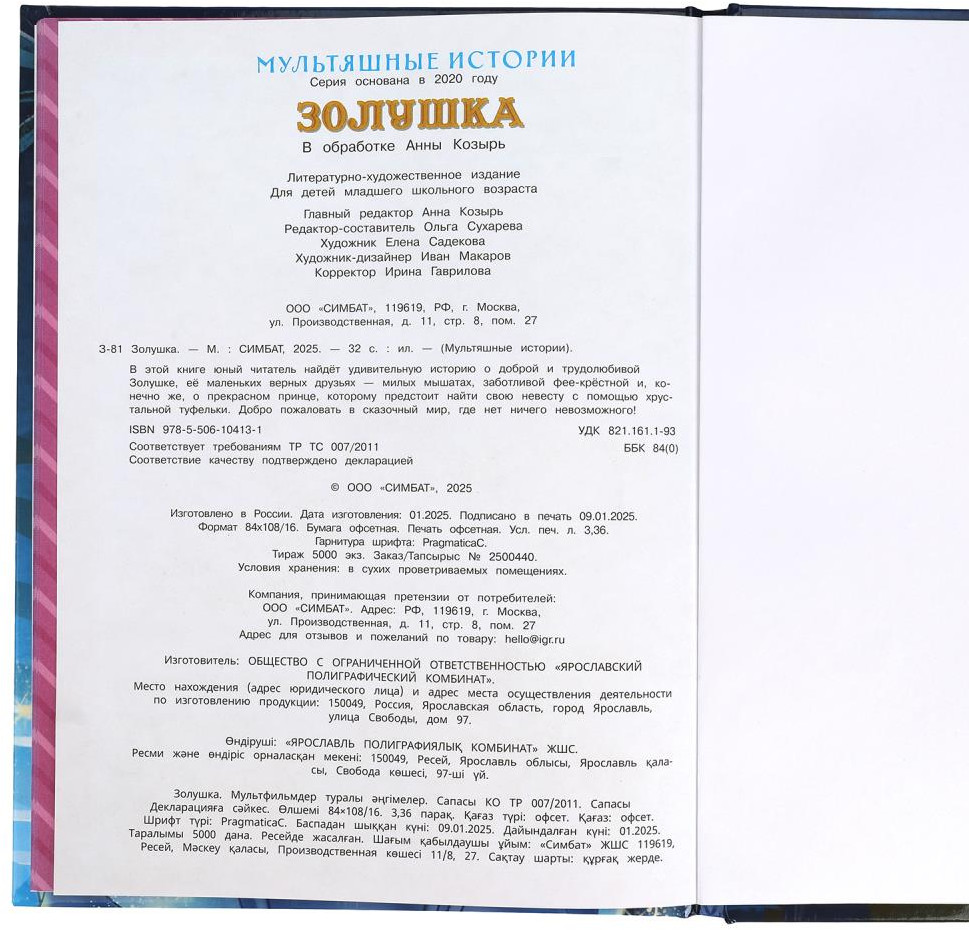 МУЛЬТЯШНЫЕ ИСТОРИИ
Серия основана в 2020 году
ЗОЛУШКА
В обработке Анны Козырь
Литературно-художественное издание
Для детей младшего школьного возраста
Главный редактор Анна Козырь
Редактор-составитель Ольга Сухарева
Художник Елена Садекова
Художник-дизайнер Иван Макаров
Корректор Ирина Гаврилова
ООО «СИМБАТ», 119619, РФ, г. Москва,
ул. Производственная, д. 11, стр. 8, пом. 27
З-81 Золушка. — М. : СИМБАТ, 2025. — 32 с. : ил. — (Мультяшные истории).
В этой книге юный читатель найдёт удивительную историю о доброй и трудолюбивой
Золушке, её маленьких верных друзьях — милых мышатах, заботливой фее-крёстной и, ко-
нечно же, о прекрасном принце, которому предстоит найти свою невесту с помощью хрус-
тальной туфельки. Добро пожаловать в сказочный мир, где нет ничего невозможного!
ISBN 978-5-506-10413-1 УДК 821.161.1-93
Соответствует требованиям ТР ТС 007/2011 ББК 84(0)
Соответствие качеству подтверждено декларацией
© ООО «СИМБАТ», 2025
Изготовлено в России. Дата изготовления: 01.2025. Подписано в печать 09.01.2025.
Формат 84х108/16. Бумага офсетная. Печать офсетная. Усл. печ. л. 3,36.
Гарнитура шрифта: PragmaticaC.
Тираж 5000 экз. Заказ/Тапсырыс № 2500440.
Условия хранения: в сухих проветриваемых помещениях.
Компания, принимающая претензии от потребителей:
ООО «СИМБАТ». Адрес: РФ, 119619, г. Москва,
ул. Производственная, д. 11, стр. 8, пом. 27
Адрес для отзывов и пожеланий по товару: hello@igr.ru
Изготовитель: ОБЩЕСТВО С ОГРАНИЧЕННОЙ ОТВЕТСТВЕННОСТЬЮ «ЯРОСЛАВСКИЙ
ПОЛИГРАФИЧЕСКИЙ КОМБИНАТ».
Место нахождения (адрес юридического лица) и адрес места осуществления деятельности
по изготовлению продукции: 150049, Россия, Ярославская область, город Ярославль,
улица Свободы, дом 97.
Өндіруші: «ЯРОСЛАВЛЬ ПОЛИГРАФИЯЛЫҚ КОМБИНАТ» ЖШС.
Ресми және өндіріс орналасқан мекені: 150049, Ресей, Ярославль облысы, Ярославль қала-
сы, Свобода көшесі, 97-ші үй.
Золушка. Мультфильмдер туралы әңгімелер. Сапасы КО ТР 007/2011. Сапасы
Декларацияға сәйкес. Өлшемі 84×108/16. 3,36 парақ. Қағаз түрі: офсет. Қағаз: офсет.
Шрифт түрі: PragmaticaC. Баспадан шыққан күні: 09.01.2025. Дайындалған күні: 01.2025.
Таралымы 5000 дана. Ресейде жасалған. Шағым қабылдаушы ұйым: «Симбат» ЖШС 119619,
Ресей, Мәскеу қаласы, Производственная көшесі 11/8, 27. Сақтау шарты: құрғақ жерде.